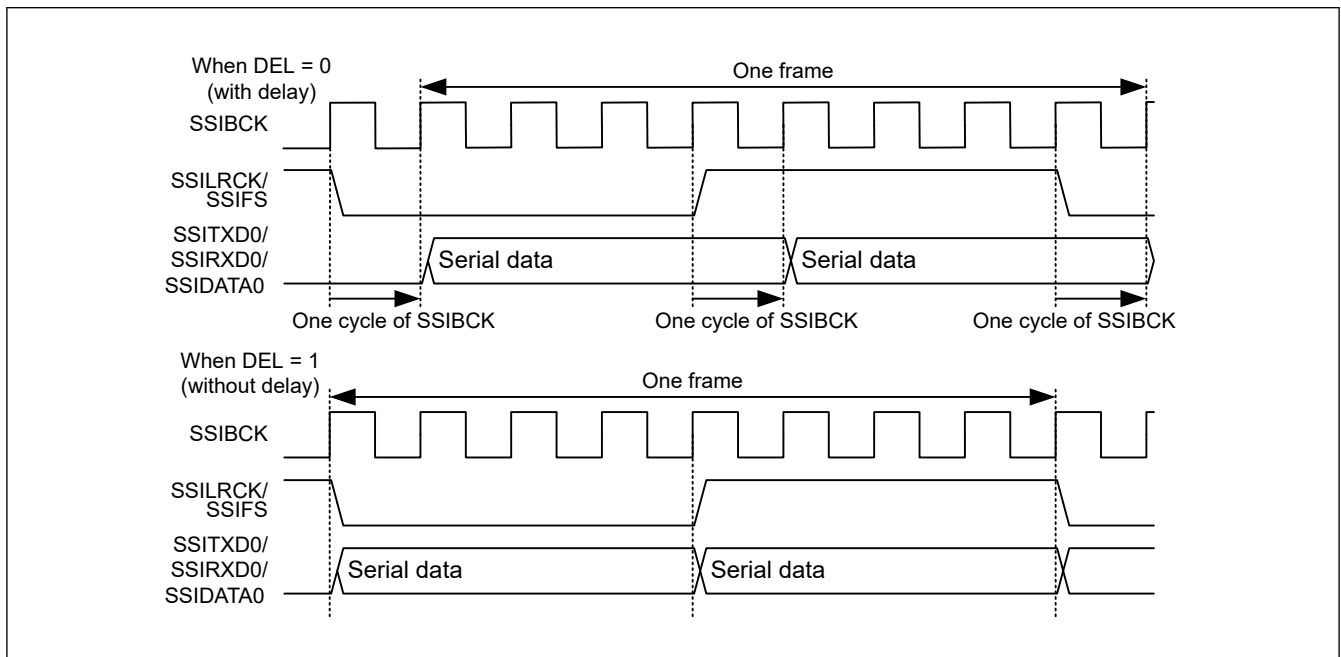 When DEL = 0
(with delay)
One frame
SSIBCK
SSILRCK/
SSIFS
SSITXD0/
SSIRXD0/
SSIDATA0
Serial data
Serial data
One cycle of SSIBCK
One cycle of SSIBCK
One cycle of SSIBCK
When DEL = 1
(without delay)
One frame
SSIBCK
SSILRCK/
SSIFS
SSITXD0/
SSIRXD0/
SSIDATA0
Serial data
Serial data